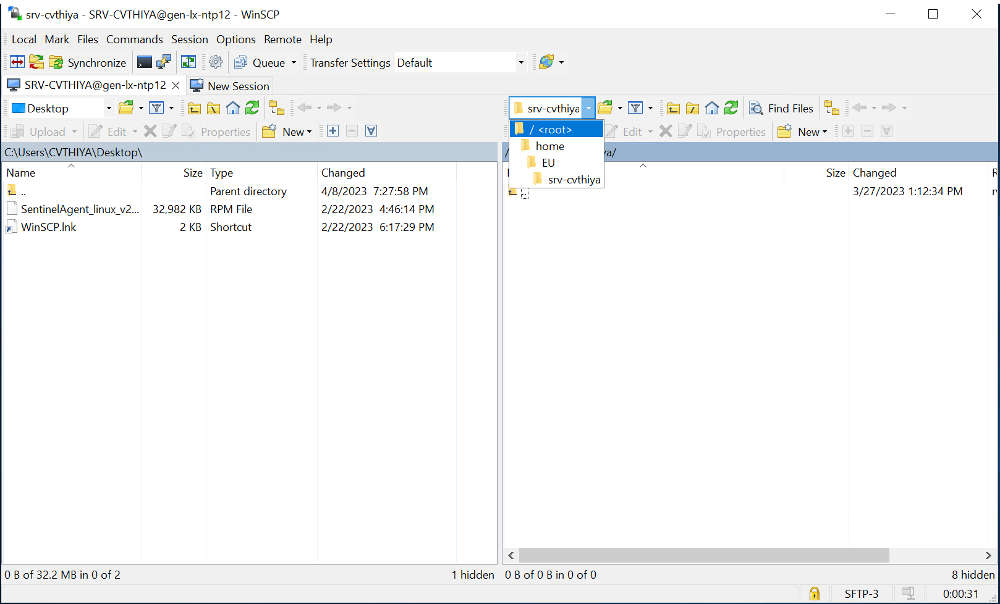 srv-cvthiya - SRV-CVTHIYA@gen-lx-ntp12 - WinSCP
Local Mark Files Commands Session Options Remote Help
Synchronize Queue Transfer Settings Default
SRV-CVTHIYA@gen-lx-ntp12 New Session
Desktop
Upload Edit Properties New
C:\Users\CVTHIYA\Desktop\
Name Size Type Changed
.. Parent directory 4/8/2023 7:27:58 PM
SentinelAgent_linux_v2... 32,982 KB RPM File 2/22/2023 4:46:14 PM
WinSCP.lnk 2 KB Shortcut 2/22/2023 6:17:29 PM
0 B of 32.2 MB in 0 of 2 1 hidden
srv-cvthiya Find Files
Edit Properties New
/ <root>
home
EU
srv-cvthiya
/ ya/
Size Changed
.. 3/27/2023 1:12:34 PM
0 B of 0 B in 0 of 0 8 hidden
SFTP-3 0:00:31